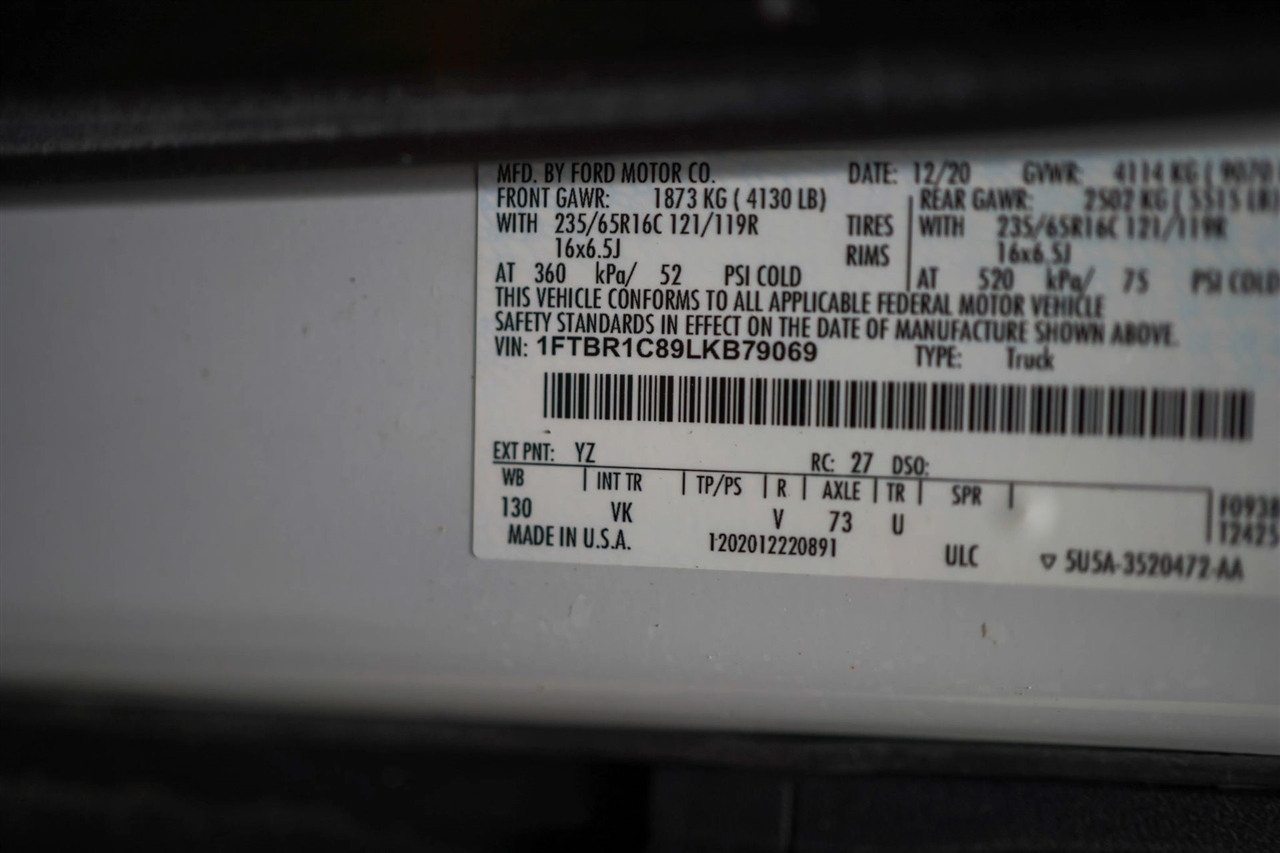 MFD. BY FORD MOTOR CO. DATE: 12/20 GVWR: 4114 KG ( 9070
FRONT GAWR: 1873 KG ( 4130 LB) REAR GAWR: 2502 KG ( 5515 LB)
WITH 235/65R16C 121/119R TIRES WITH 235/65R16C 121/119R
16x6.5J RIMS 16x6.5J
AT 360 kPa/ 52 PSI COLD AT 520 kPa/ 75 PSI COLD
THIS VEHICLE CONFORMS TO ALL APPLICABLE FEDERAL MOTOR VEHICLE
SAFETY STANDARDS IN EFFECT ON THE DATE OF MANUFACTURE SHOWN ABOVE.
VIN: 1FTBR1C89LKB79069 TYPE: Truck
EXT PNT: YZ RC: 27 DSO:
WB INT TR TP/PS R AXLE TR SPR
130 VK V 73 U
F0938
T2425
MADE IN U.S.A. 1202012220891 ULC ▽ 5U5A-3520472-AA